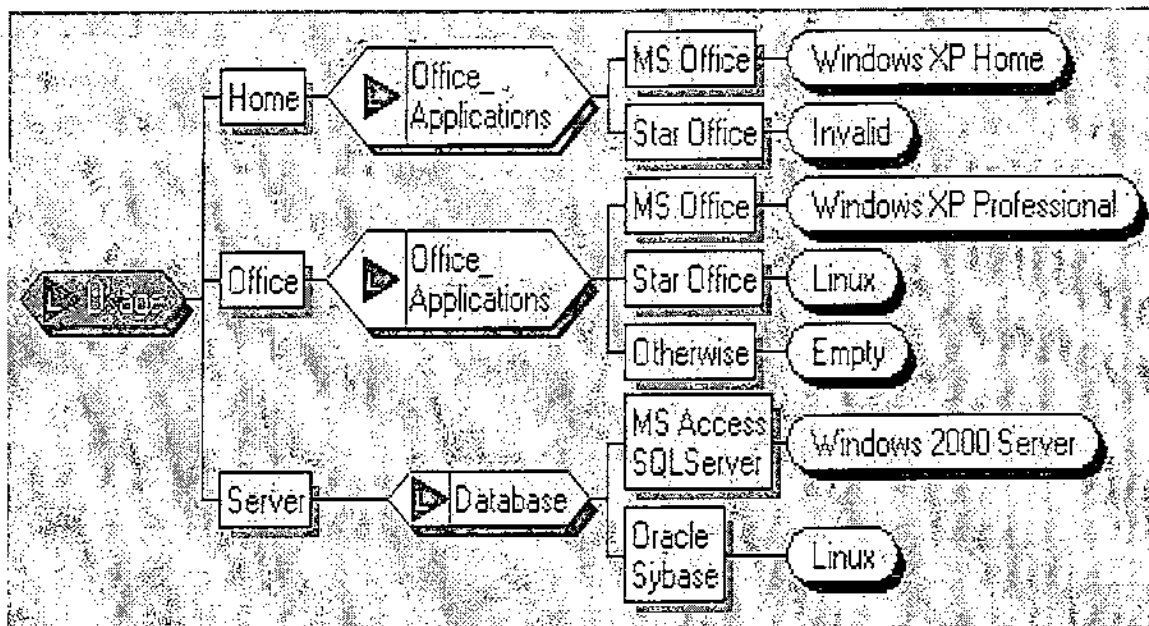 Home
Office_
Applications
MS Office
Windows XP Home
Star Office
Invalid
Office
Office_
Applications
MS Office
Windows XP Professional
Star Office
Linux
Otherwise
Empty
Server
Database
MS Access
SQLServer
Windows 2000 Server
Oracle
Sybase
Linux